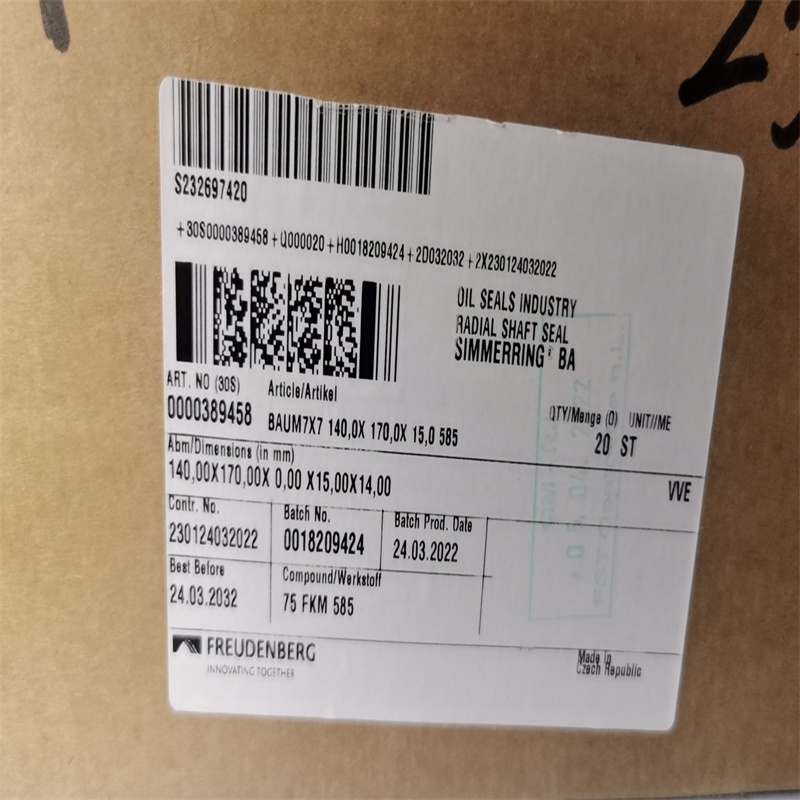 S232697420
+30S0000389458+Q000020+H0018209424+2D032032+2X230124032022
OIL SEALS INDUSTRY
RADIAL SHAFT SEAL
SIMMERRING® BA
ART. NO (30S)
0000389458
Article/Artikel
BAUM7X7 140,0X 170,0X 15,0 585
QTY/Menge (Q) UNIT//ME
20 ST
Abm/Dimensions (in mm)
140,00X170,00X 0,00 X15,00X14,00
VVE
Contr. No.
230124032022
Batch No.
0018209424
Batch Prod. Date
24.03.2022
Best Before
24.03.2032
Compound/Werkstoff
75 FKM 585
FREUDENBERG
INNOVATING TOGETHER
Made in
Czech Republic